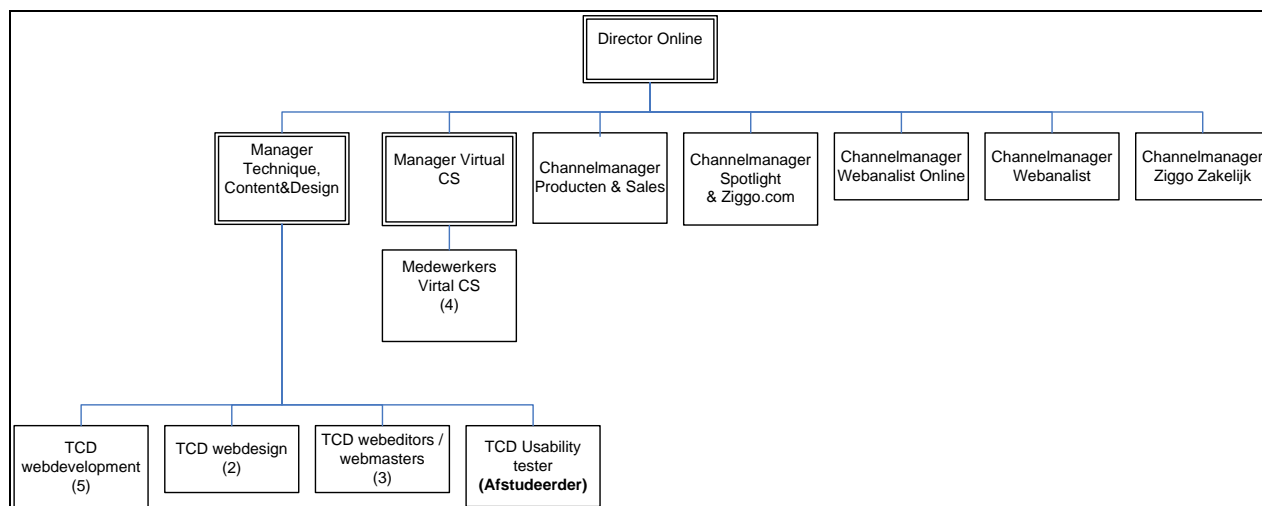 Director Online
Manager
Technique,
Content&Design
Manager Virtual
CS
Channelmanager
Producten & Sales
Channelmanager
Spotlight
& Ziggo.com
Channelmanager
Webanalist Online
Channelmanager
Webanalist
Channelmanager
Ziggo Zakelijk
Medewerkers
Virtal CS
(4)
TCD
webdevelopment
(5)
TCD webdesign
(2)
TCD webeditors /
webmasters
(3)
TCD Usability
tester
(Afstudeerder)